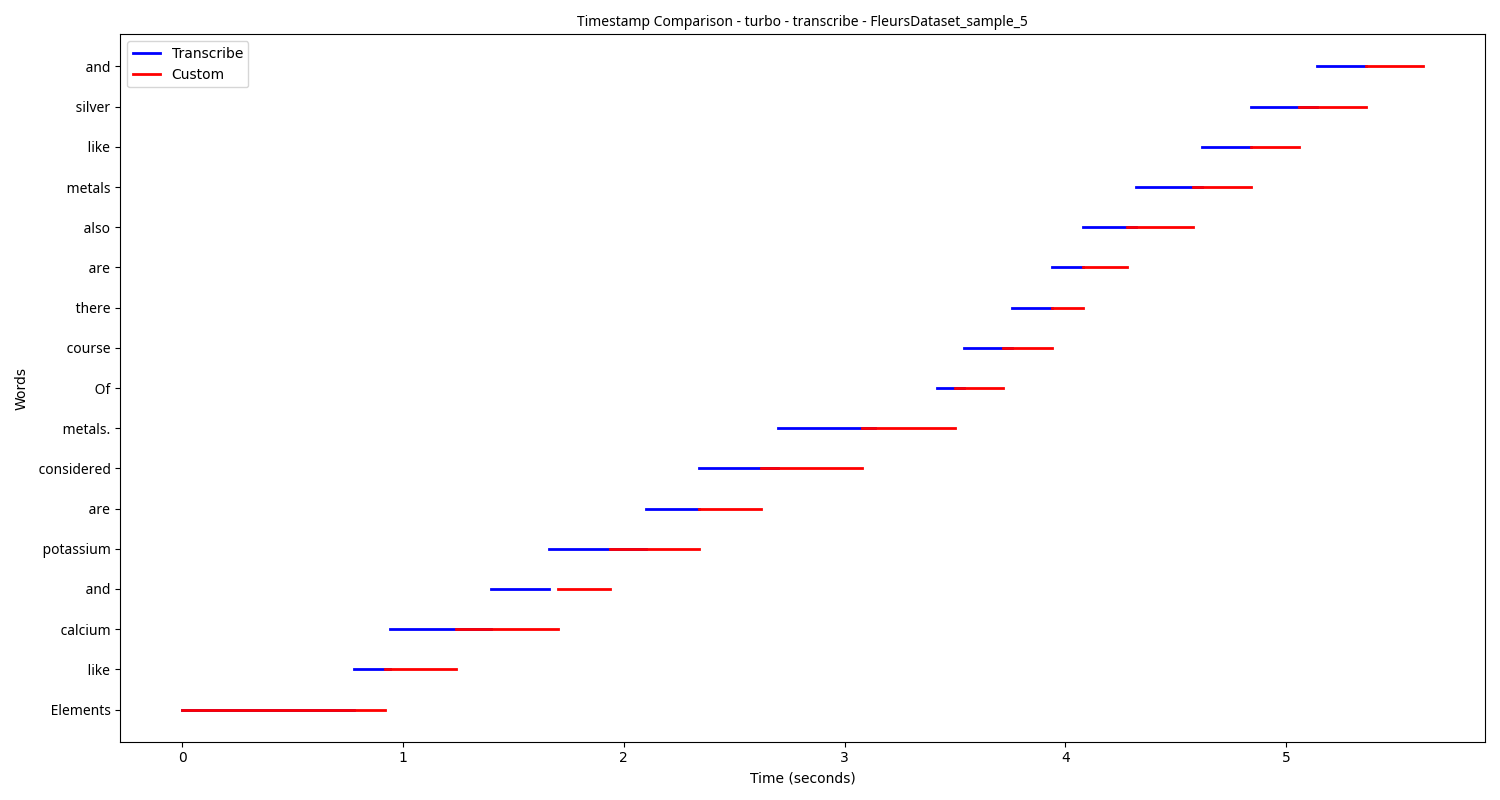 Timestamp Comparison - turbo - transcribe - FleursDataset_sample_5
Transcribe
Custom
and
silver
like
metals
also
are
there
course
Of
metals.
considered
are
potassium
and
calcium
like
Elements
Words
0 1 2 3 4 5
Time (seconds)